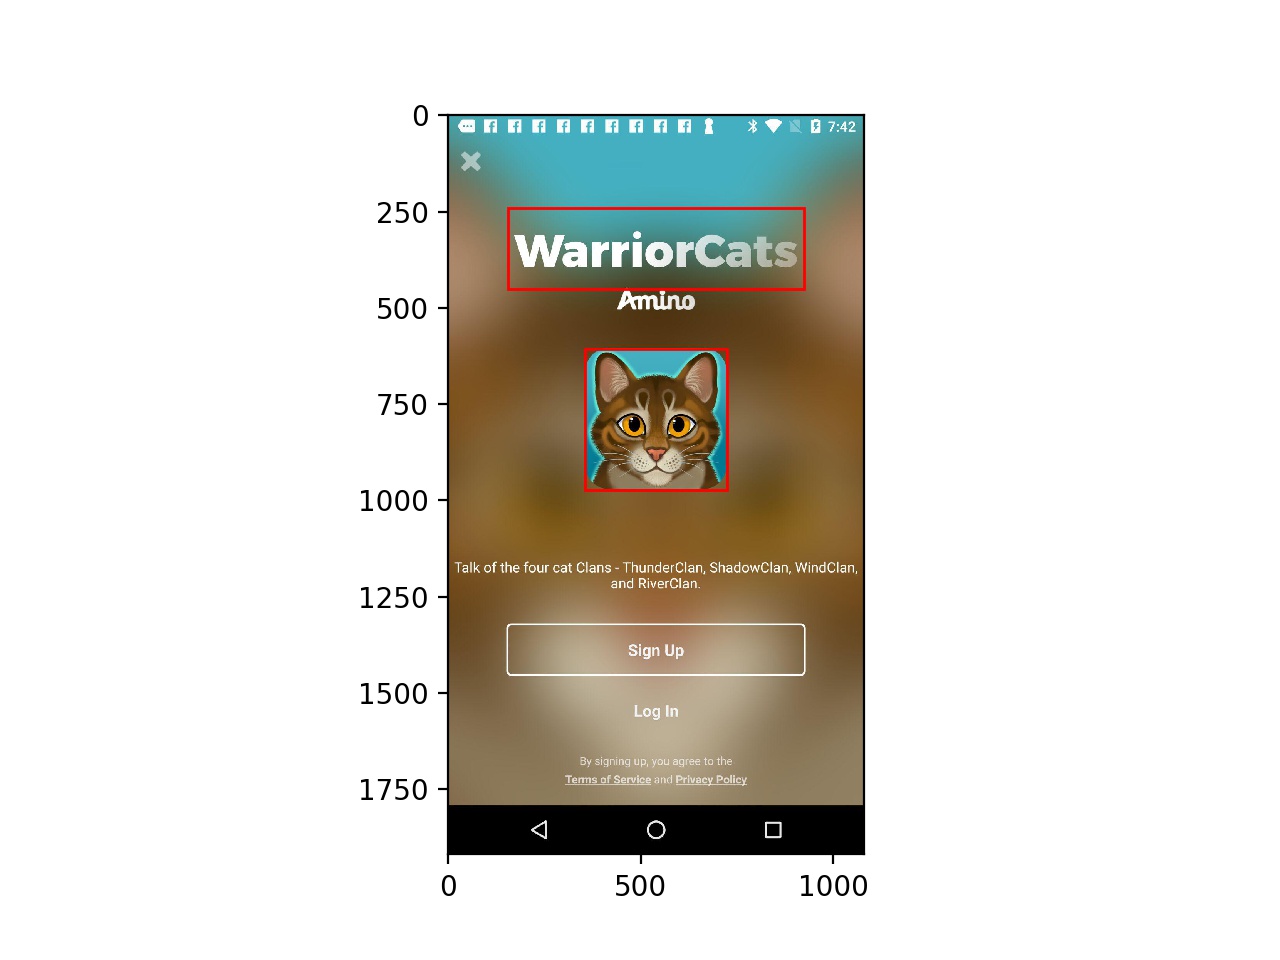 7:42
WarriorCats
Amino
Talk of the four cat Clans - ThunderClan, ShadowClan, WindClan,
and RiverClan.
Sign Up
Log In
By signing up, you agree to the
Terms of Service and Privacy Policy
0
250
500
750
1000
1250
1500
1750
0
500
1000